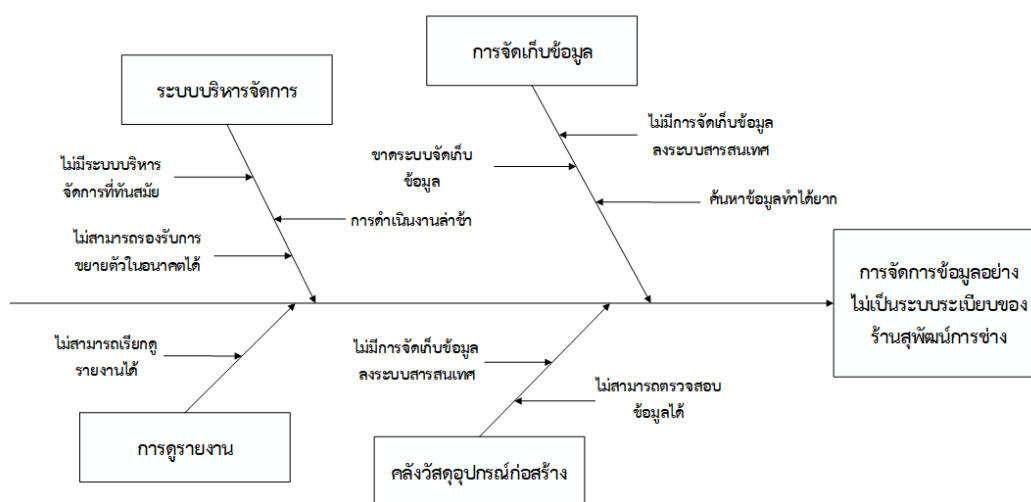 การจัดเก็บข้อมูล
ระบบบริหารจัดการ
ไม่มีการจัดเก็บข้อมูล
ลงระบบสารสนเทศ
ขาดระบบจัดเก็บ
ข้อมูล
ไม่มีระบบบริหาร
จัดการที่ทันสมัย
ค้นหาข้อมูลทำได้ยาก
การดำเนินงานล่าช้า
ไม่สามารถรองรับการ
ขยายตัวในอนาคตได้
การจัดการข้อมูลอย่าง
ไม่เป็นระบบระเบียบของ
ร้านสุพัฒน์การช่าง
ไม่สามารถเรียกดู
รายงานได้
ไม่มีการจัดเก็บข้อมูล
ลงระบบสารสนเทศ
ไม่สามารถตรวจสอบ
ข้อมูลได้
การดูรายงาน
คลังวัสดุอุปกรณ์ก่อสร้าง